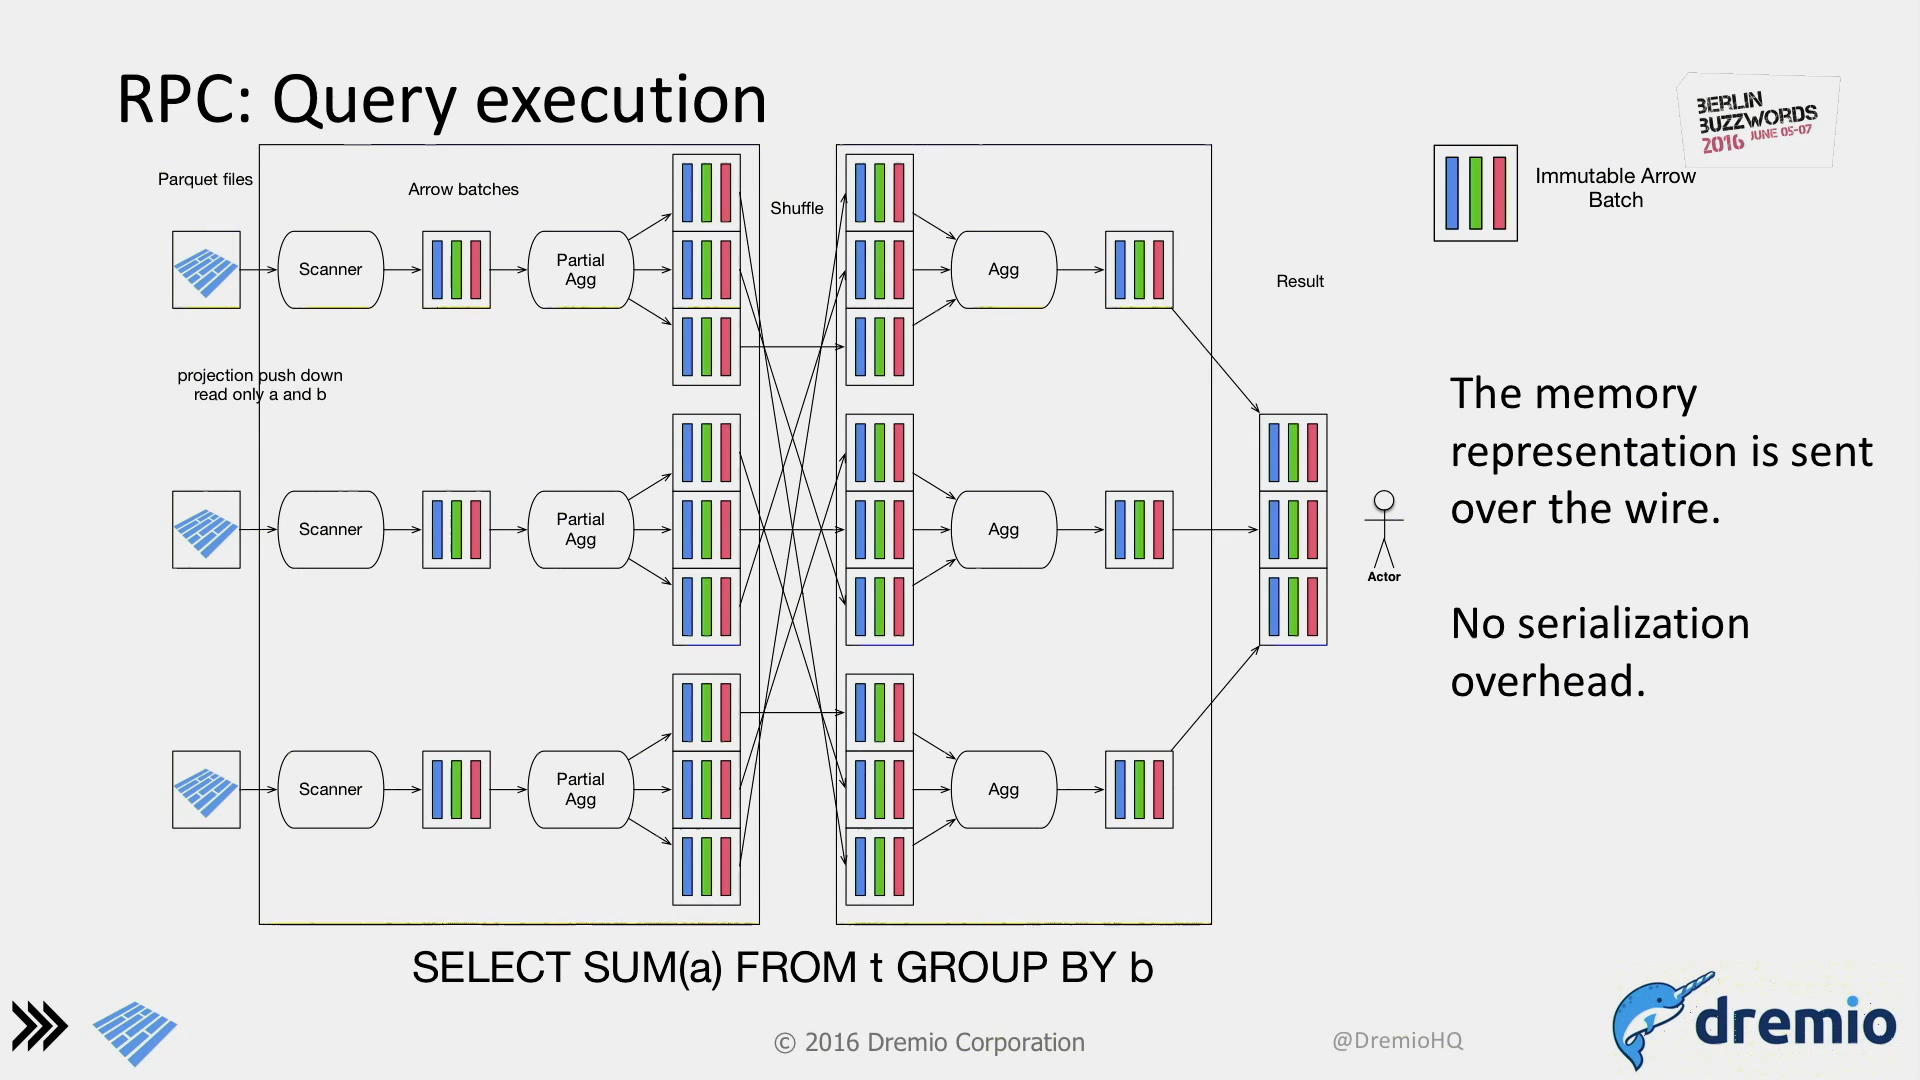 RPC: Query execution
BERLIN
BUZZWORDS
2016 JUNE 05-07
Parquet files
Arrow batches
Shuffle
Immutable Arrow
Batch
Scanner
Partial
Agg
Agg
Result
projection push down
read only a and b
The memory
representation is sent
over the wire.
Scanner
Partial
Agg
Agg
Actor
No serialization
overhead.
Scanner
Partial
Agg
Agg
SELECT SUM(a) FROM t GROUP BY b
© 2016 Dremio Corporation
@DremioHQ
dremio